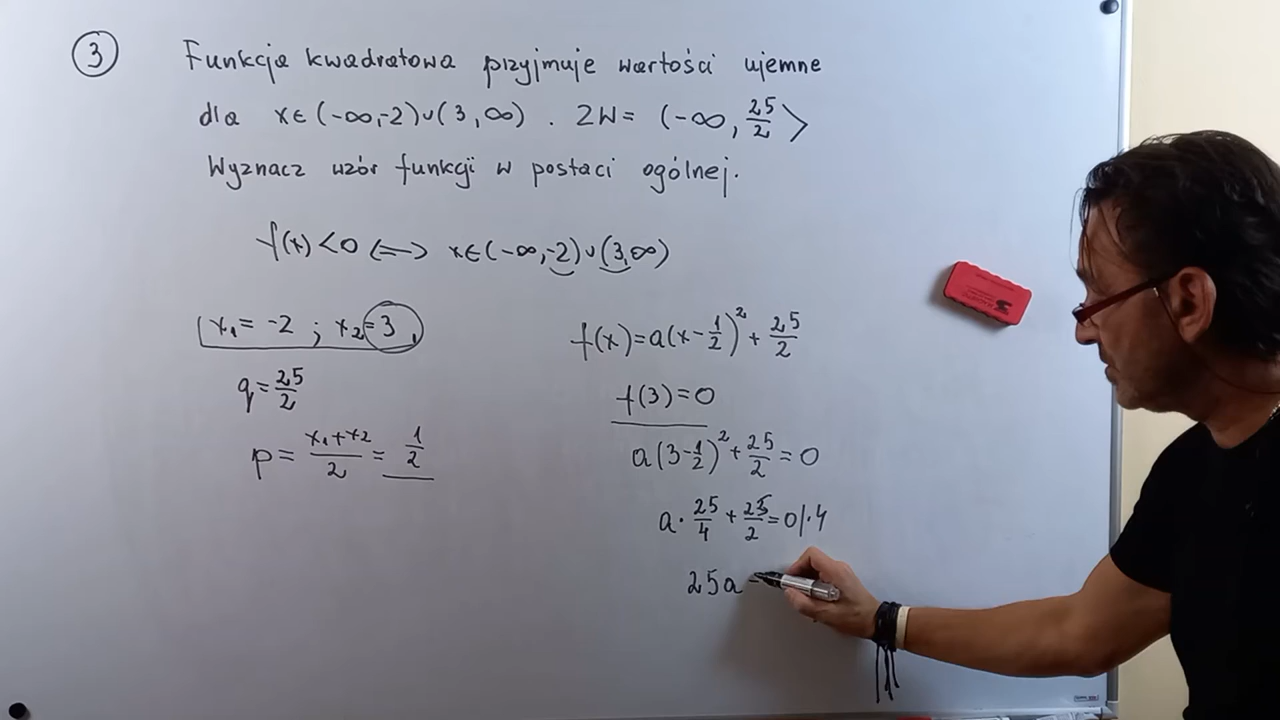 3 Funkcja kwadratowa przyjmuje wartości ujemne
dla x∈(-∞,-2)∪(3,∞). ZW = (-∞, 25/2⟩
Wyznacz wzór funkcji w postaci ogólnej.
f(x)<0 ⟺ x∈(-∞,-2)∪(3,∞)
x₁ = -2 ; x₂=3,
q = 25/2
p = (x₁+x₂)/2 = 1/2
f(x)=a(x-1/2)²+25/2
f(3)=0
a(3-1/2)²+25/2=0
a·25/4+25/2=0/·4
25a